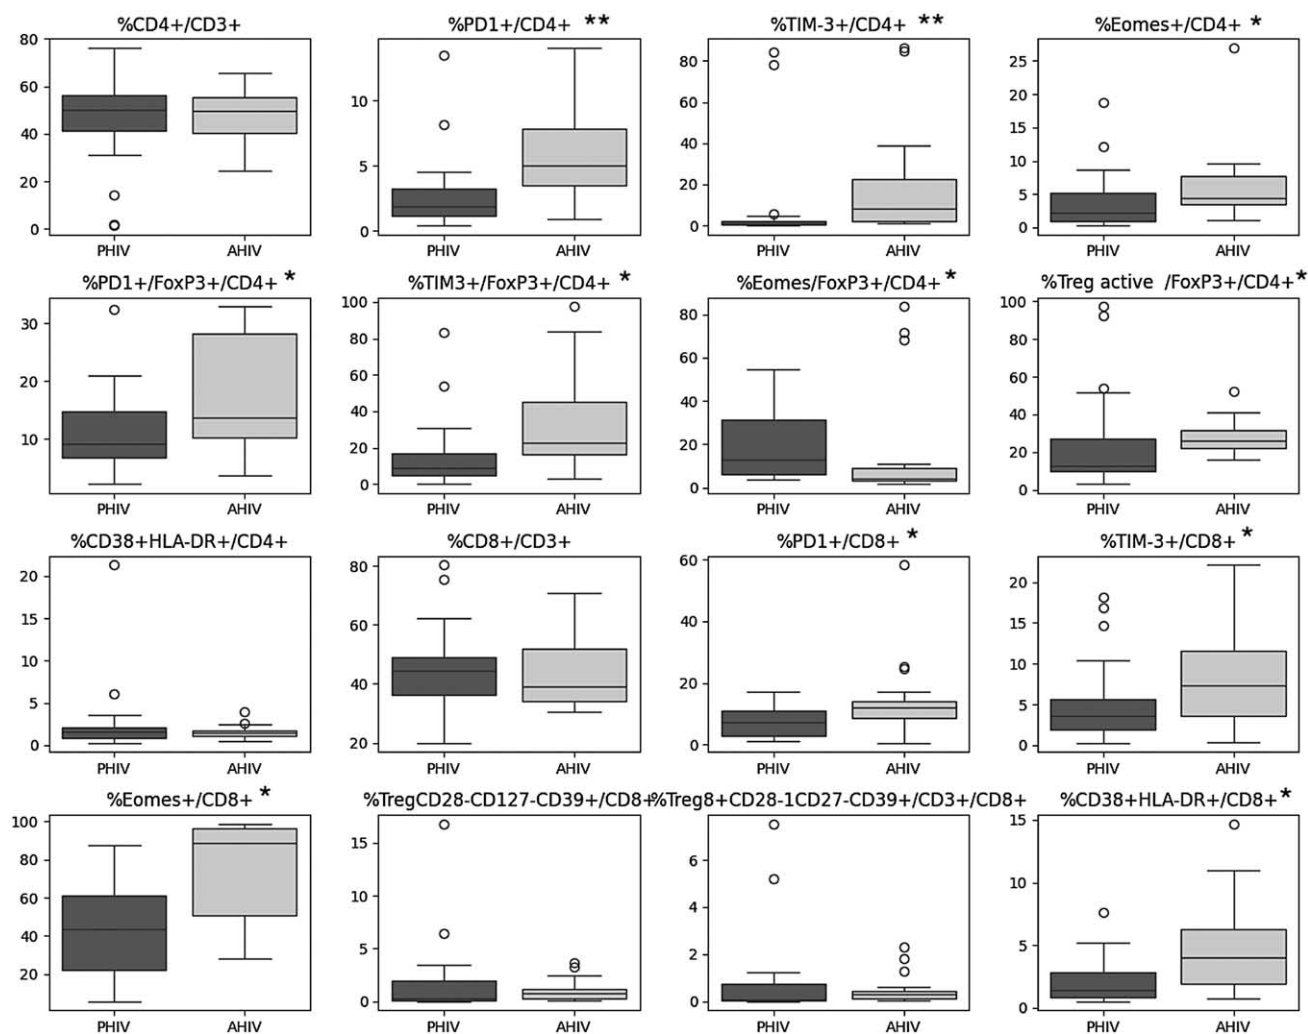 %CD4+/CD3+
80
60
40
20
0
PHIV AHIV
%PD1+/CD4+ **
10
5
0
PHIV AHIV
%TIM-3+/CD4+ **
80
60
40
20
0
PHIV AHIV
%Eomes+/CD4+ *
25
20
15
10
5
0
PHIV AHIV
%PD1+/FoxP3+/CD4+ *
30
20
10
PHIV AHIV
%TIM3+/FoxP3+/CD4+ *
100
80
60
40
20
0
PHIV AHIV
%Eomes/FoxP3+/CD4+ *
80
60
40
20
0
PHIV AHIV
%Treg active /FoxP3+/CD4+*
100
80
60
40
20
0
PHIV AHIV
%CD38+HLA-DR+/CD4+
20
15
10
5
0
PHIV AHIV
%CD8+/CD3+
80
60
40
20
PHIV AHIV
%PD1+/CD8+ *
60
40
20
0
PHIV AHIV
%TIM-3+/CD8+ *
20
15
10
5
0
PHIV AHIV
%Eomes+/CD8+ *
100
80
60
40
20
PHIV AHIV
%TregCD28-CD127-CD39+/CD8+
15
10
5
0
PHIV AHIV
%Treg8+CD28-1CD27-CD39+/CD3+/CD8+
6
4
2
0
PHIV AHIV
%CD38+HLA-DR+/CD8+*
15
10
5
0
PHIV AHIV